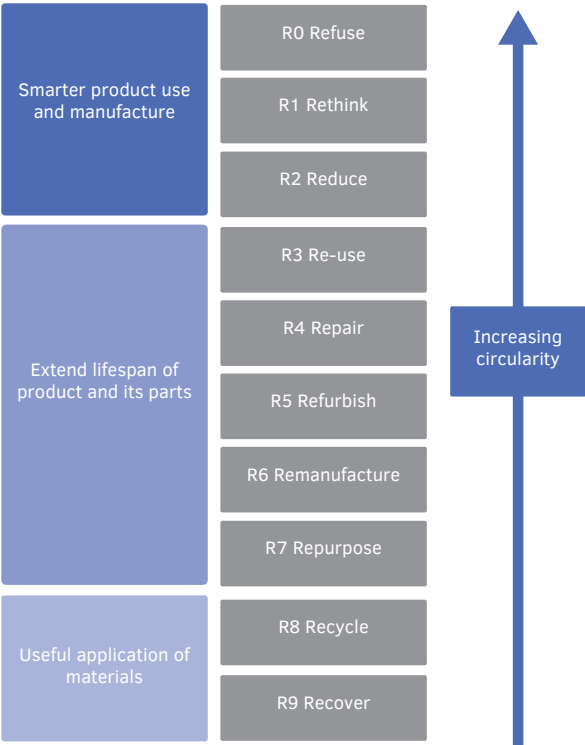 Smarter product use
and manufacture
R0 Refuse
R1 Rethink
R2 Reduce
Extend lifespan of
product and its parts
R3 Re-use
R4 Repair
R5 Refurbish
R6 Remanufacture
R7 Repurpose
Useful application of
materials
R8 Recycle
R9 Recover
Increasing
circularity